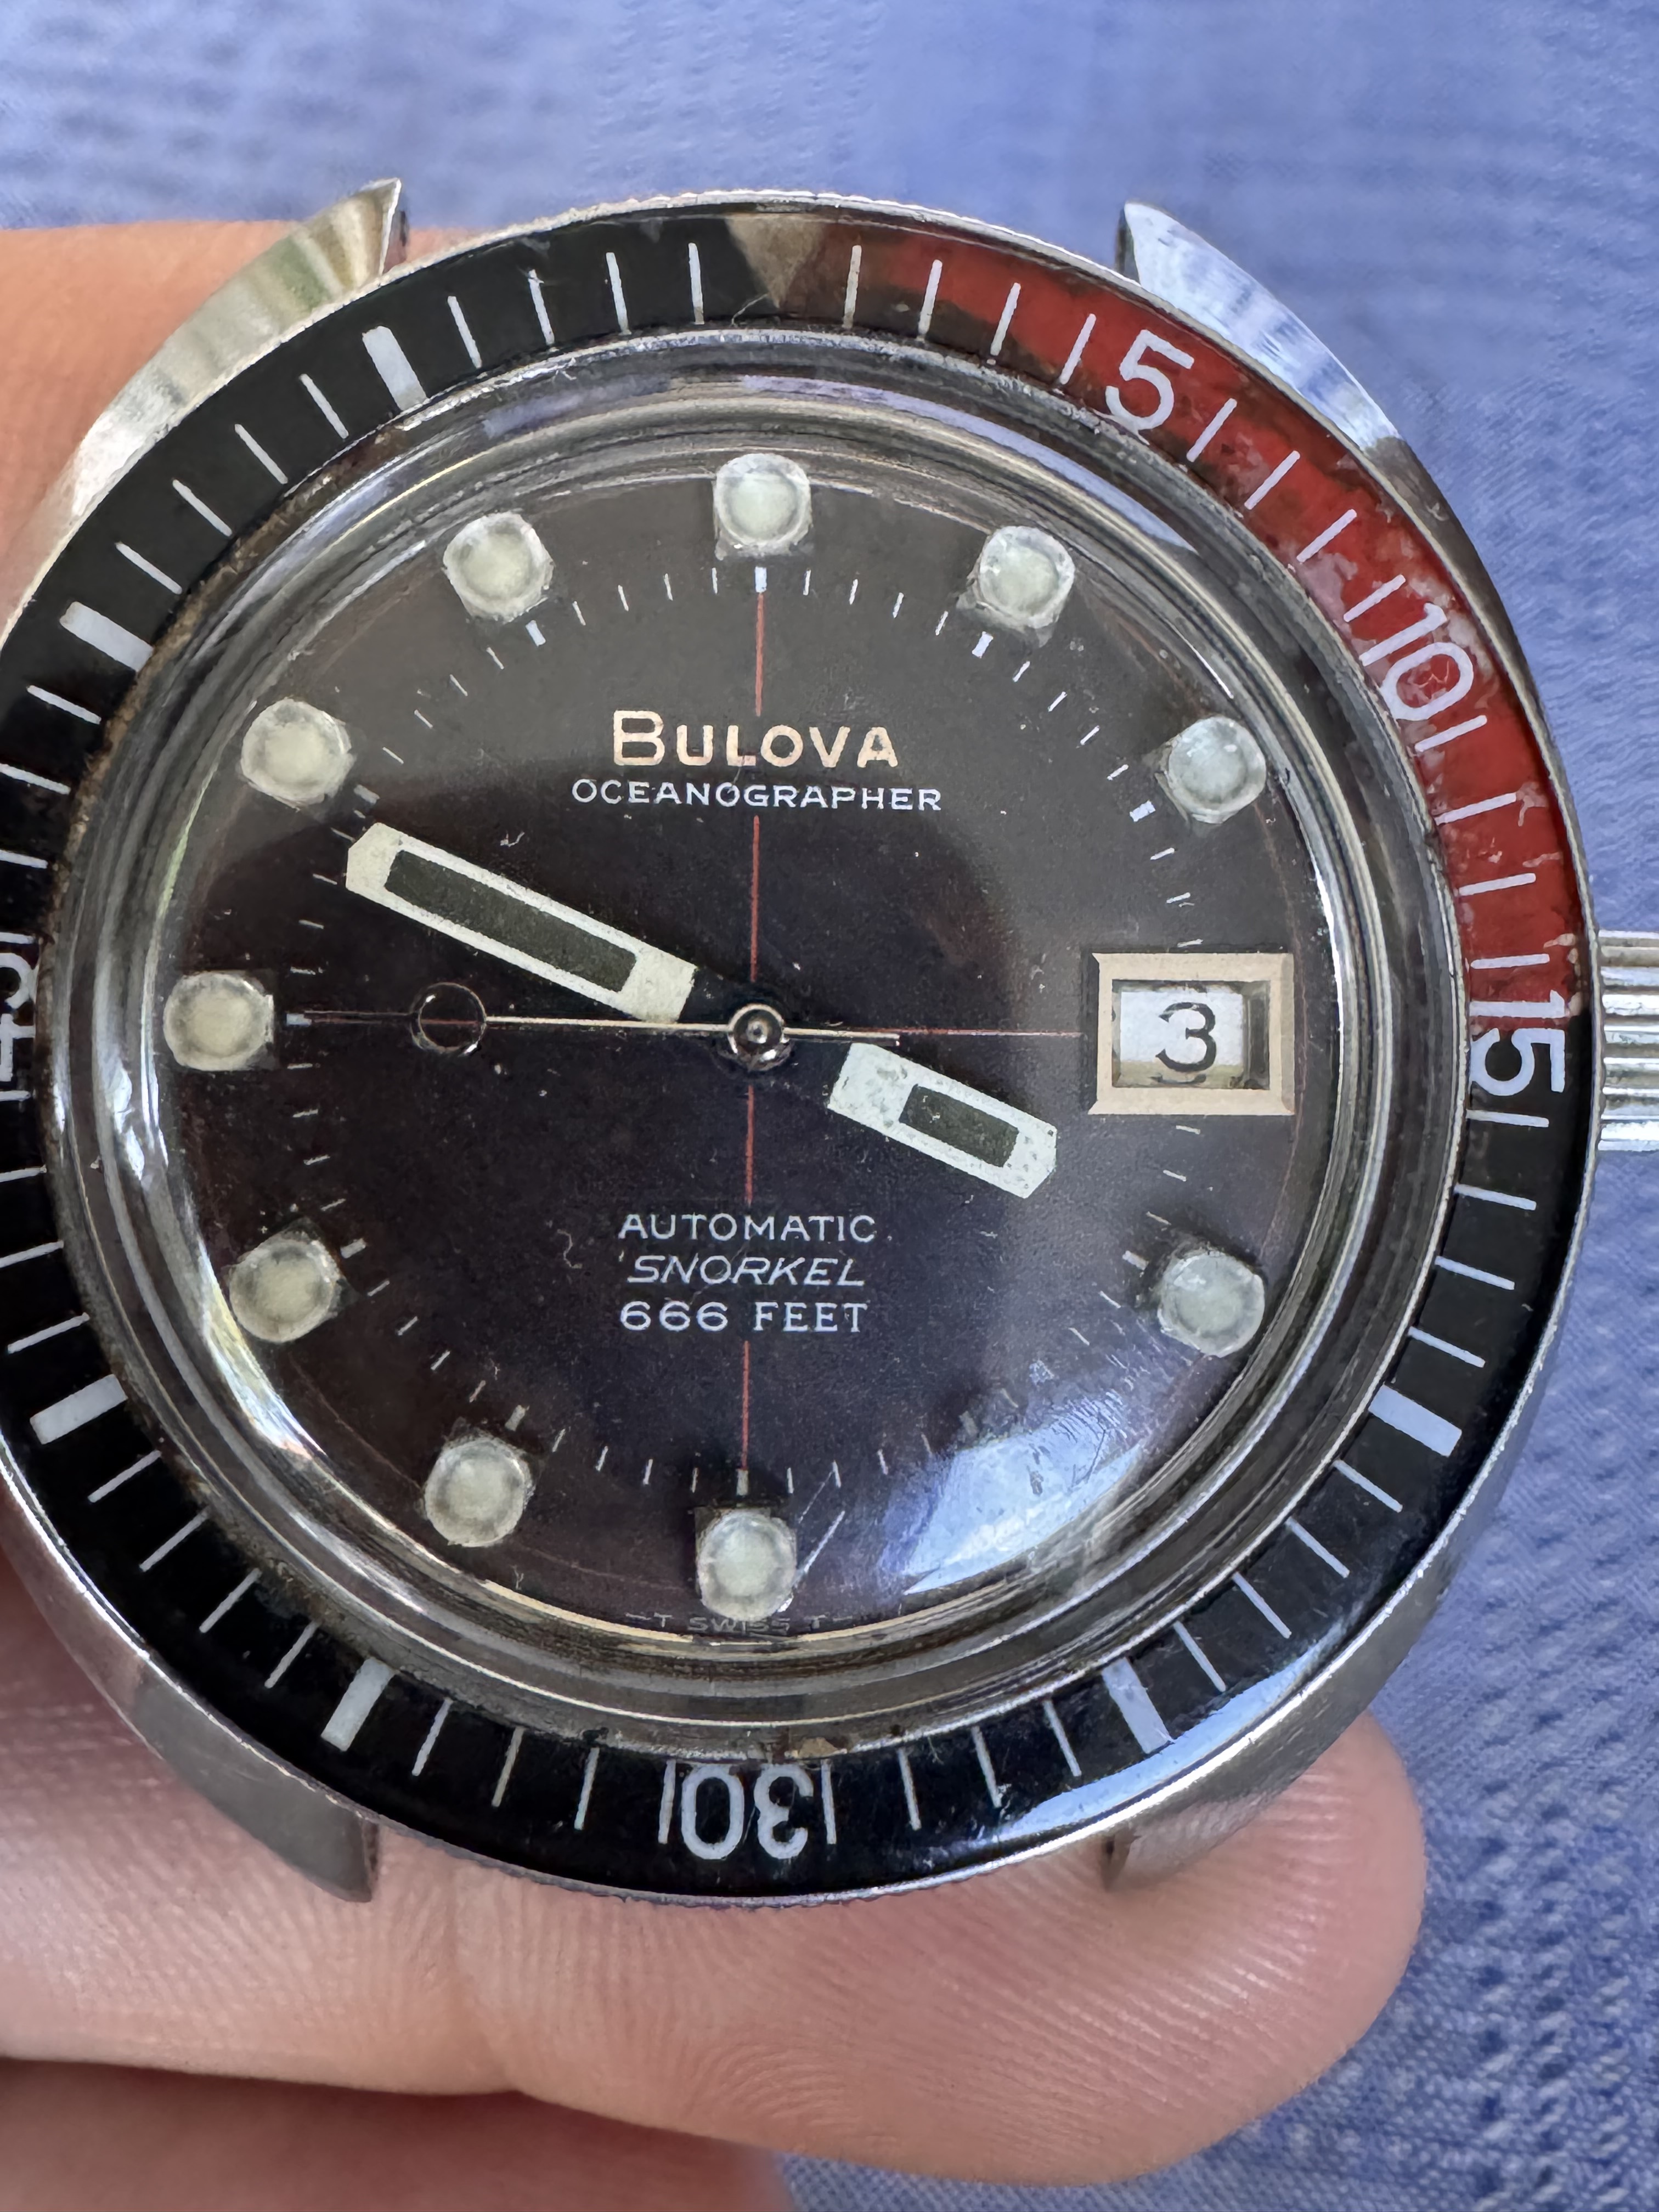 5
10
15
BULOVA
OCEANOGRAPHER
3
AUTOMATIC
SNORKEL
666 FEET
T SWISS T
30